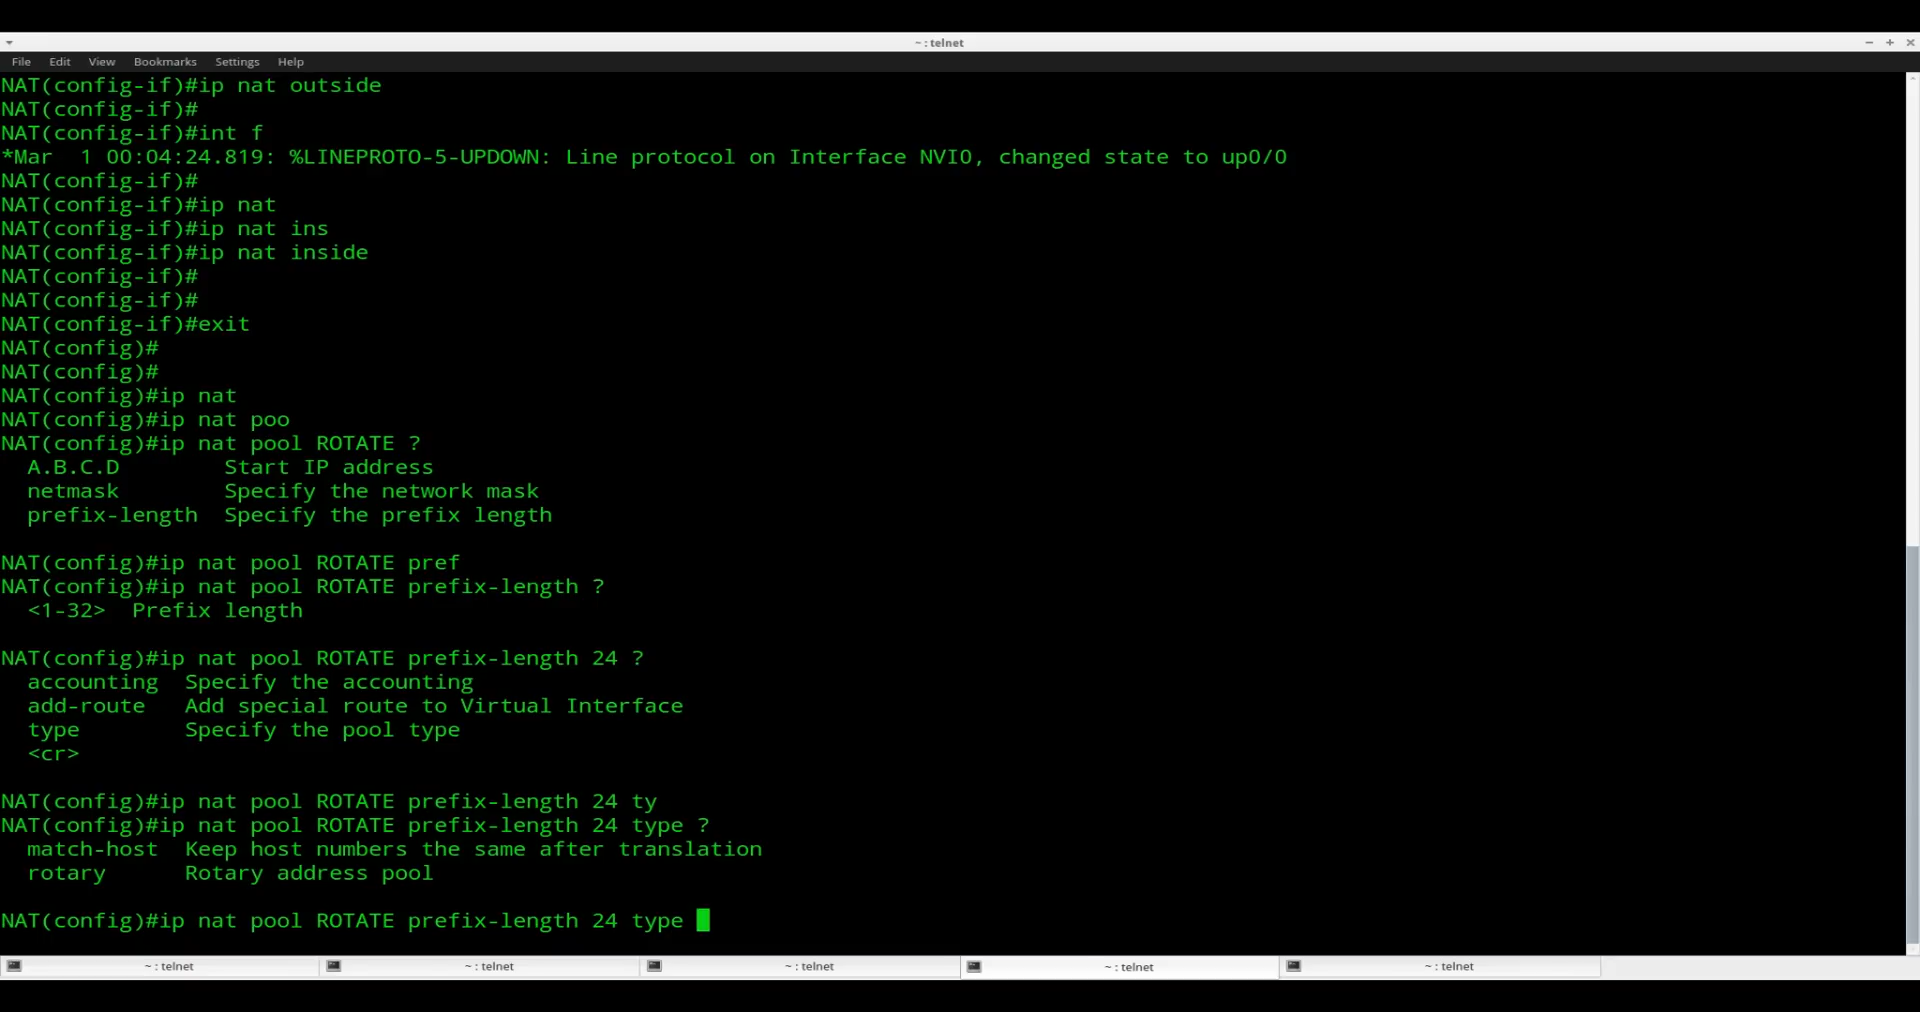 ~ : telnet
File Edit View Bookmarks Settings Help
NAT(config-if)#ip nat outside
NAT(config-if)#
NAT(config-if)#int f
*Mar  1 00:04:24.819: %LINEPROTO-5-UPDOWN: Line protocol on Interface NVI0, changed state to up0/0
NAT(config-if)#
NAT(config-if)#ip nat
NAT(config-if)#ip nat ins
NAT(config-if)#ip nat inside
NAT(config-if)#
NAT(config-if)#
NAT(config-if)#exit
NAT(config)#
NAT(config)#
NAT(config)#ip nat
NAT(config)#ip nat poo
NAT(config)#ip nat pool ROTATE ?
  A.B.C.D        Start IP address
  netmask        Specify the network mask
  prefix-length  Specify the prefix length
NAT(config)#ip nat pool ROTATE pref
NAT(config)#ip nat pool ROTATE prefix-length ?
  <1-32>  Prefix length
NAT(config)#ip nat pool ROTATE prefix-length 24 ?
  accounting  Specify the accounting
  add-route   Add special route to Virtual Interface
  type        Specify the pool type
  <cr>
NAT(config)#ip nat pool ROTATE prefix-length 24 ty
NAT(config)#ip nat pool ROTATE prefix-length 24 type ?
  match-host  Keep host numbers the same after translation
  rotary      Rotary address pool
NAT(config)#ip nat pool ROTATE prefix-length 24 type
~ : telnet ~ : telnet ~ : telnet ~ : telnet ~ : telnet